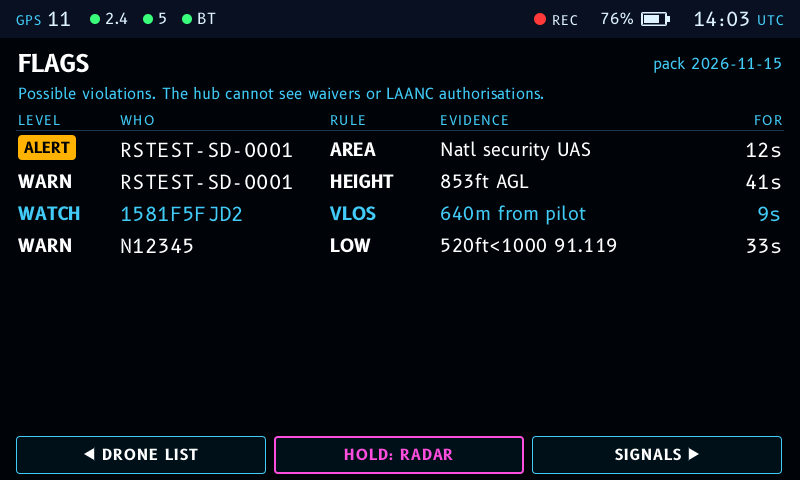 GPS 11 2.4 5 BT REC 76% 14:03 UTC
FLAGS pack 2026-11-15
Possible violations. The hub cannot see waivers or LAANC authorisations.
LEVEL WHO RULE EVIDENCE FOR
ALERT RSTEST-SD-0001 AREA Natl security UAS 12s
WARN RSTEST-SD-0001 HEIGHT 853ft AGL 41s
WATCH 1581F5FJD2 VLOS 640m from pilot 9s
WARN N12345 LOW 520ft<1000 91.119 33s
◀ DRONE LIST HOLD: RADAR SIGNALS ▶